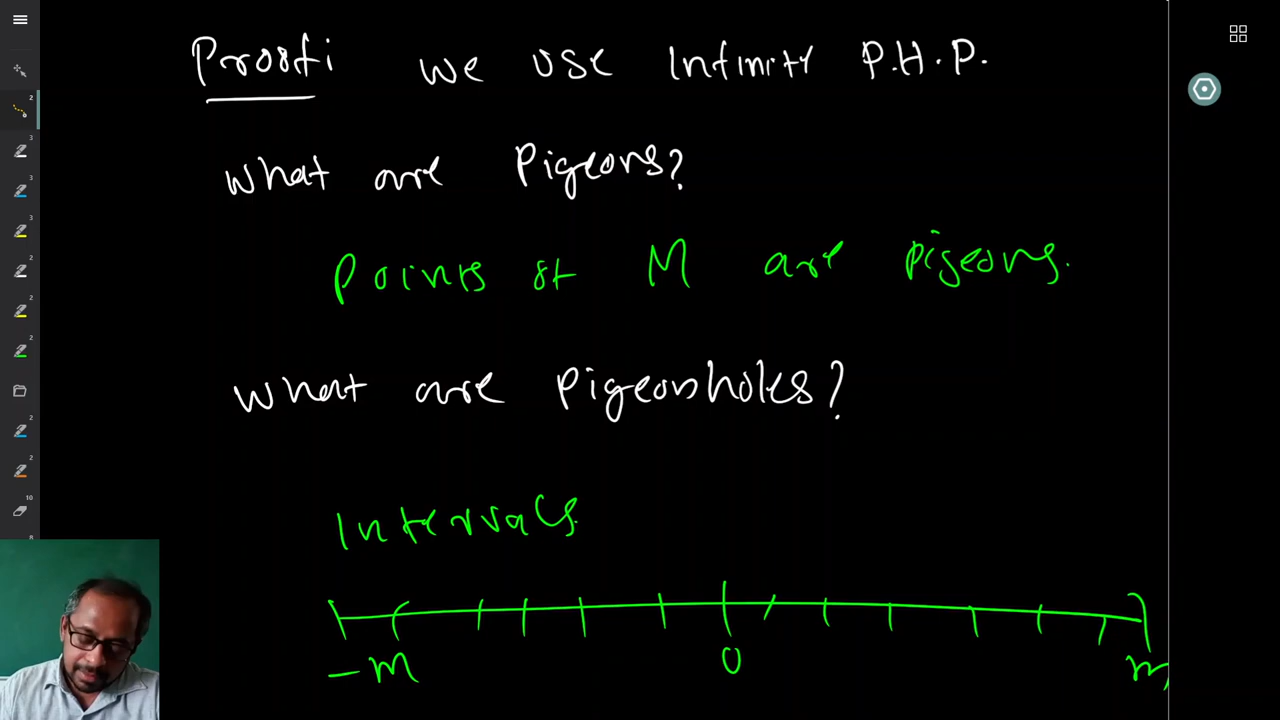 Proof: We use Infinity P.H.P.
What are Pigeons?
Points of M are pigeons.
What are pigeonholes?
Intervals
-m 0 m